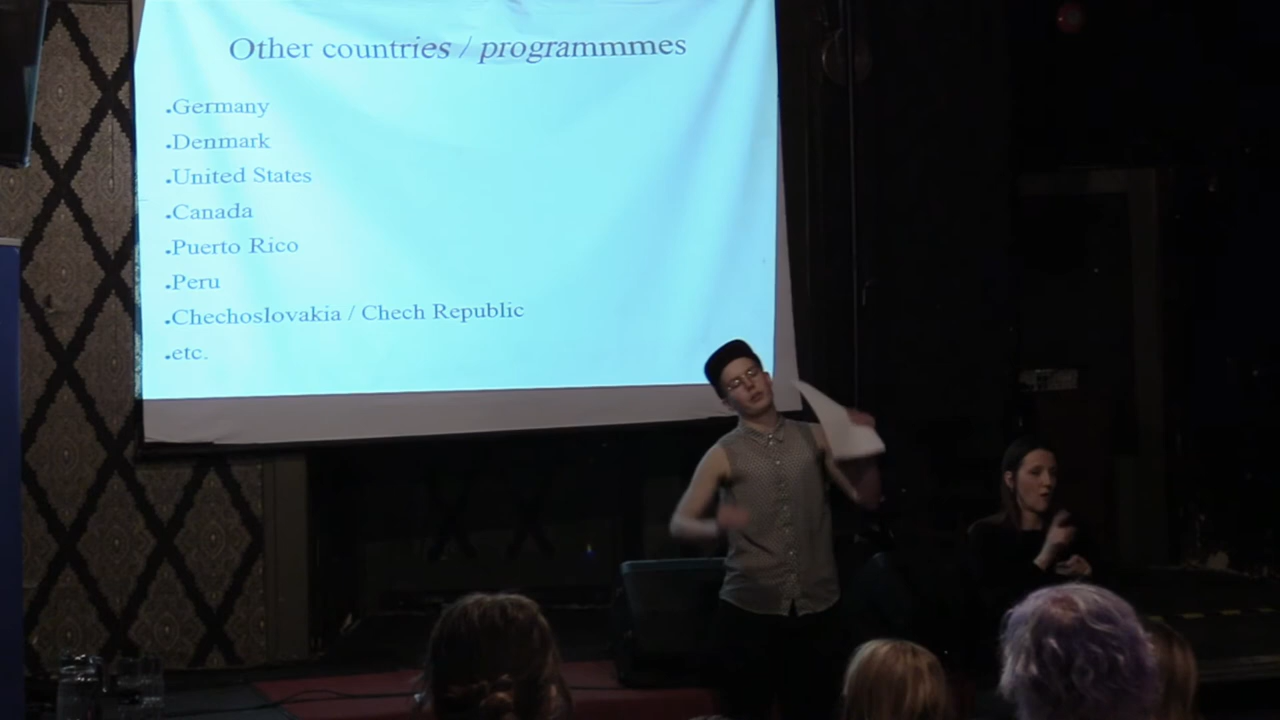 Other countries / programmmes
.Germany
.Denmark
.United States
.Canada
.Puerto Rico
.Peru
.Chechoslovakia / Chech Republic
.etc.